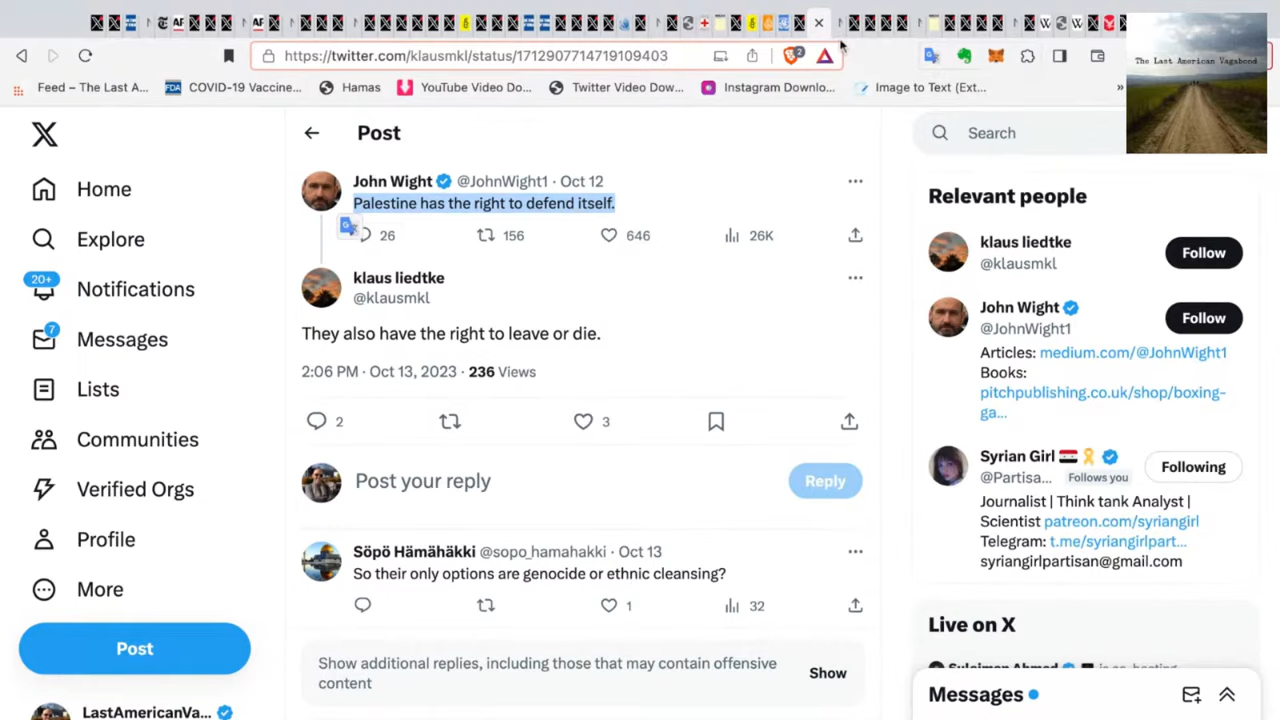 https://twitter.com/klausmkl/status/1712907714719109403
2
Feed – The Last A...
FDA
COVID-19 Vaccine...
Hamas
YouTube Video Do...
Twitter Video Dow...
Instagram Downlo...
Image to Text (Ext...
»
The Last American Vagabond
Home
Explore
20+
Notifications
7
Messages
Lists
Communities
Verified Orgs
Profile
More
Post
LastAmericanVa...
Post
John Wight @JohnWight1 · Oct 12
Palestine has the right to defend itself.
26 156 646 26K
klaus liedtke
@klausmkl
They also have the right to leave or die.
2:06 PM · Oct 13, 2023 · 236 Views
2 3
Post your reply
Reply
Söpö Hämähäkki @sopo_hamahakki · Oct 13
So their only options are genocide or ethnic cleansing?
1 32
Show additional replies, including those that may contain offensive
content
Show
Search
Relevant people
klaus liedtke
@klausmkl
Follow
John Wight
@JohnWight1
Follow
Articles: medium.com/@JohnWight1
Books:
pitchpublishing.co.uk/shop/boxing-
ga...
Syrian Girl
@Partisa... Follows you
Following
Journalist | Think tank Analyst |
Scientist patreon.com/syriangirl
Telegram: t.me/syriangirlpart...
syriangirlpartisan@gmail.com
Live on X
Messages